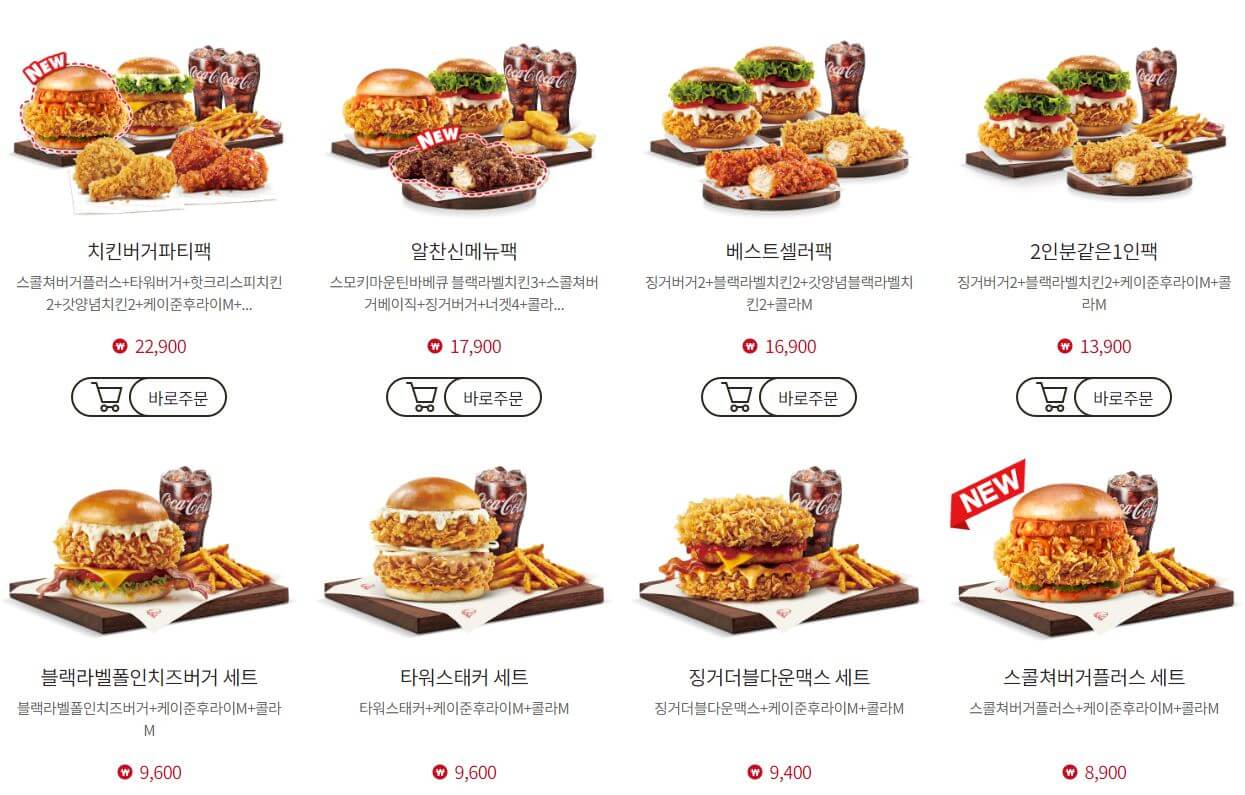 NEW
Coca-Cola
NEW
치킨버거파티팩
알찬신메뉴팩
베스트셀러팩
2인분같은1인팩
스콜쳐버거플러스+타워버거+핫크리스피치킨
2+갓양념치킨2+케이준후라이M+...
스모키마운틴바베큐 블랙라벨치킨3+스콜쳐버
거베이직+징거버거+너겟4+콜라...
징거버거2+블랙라벨치킨2+갓양념블랙라벨치
킨2+콜라M
징거버거2+블랙라벨치킨2+케이준후라이M+콜
라M
₩ 22,900
₩ 17,900
₩ 16,900
₩ 13,900
바로주문
바로주문
바로주문
바로주문
NEW
Coca-Cola
Coca-Cola
Coca-Cola
블랙라벨폴인치즈버거 세트
타워스태커 세트
징거더블다운맥스 세트
스콜쳐버거플러스 세트
블랙라벨폴인치즈버거+케이준후라이M+콜라
M
타워스태커+케이준후라이M+콜라M
징거더블다운맥스+케이준후라이M+콜라M
스콜쳐버거플러스+케이준후라이M+콜라M
₩ 9,600
₩ 9,600
₩ 9,400
₩ 8,900